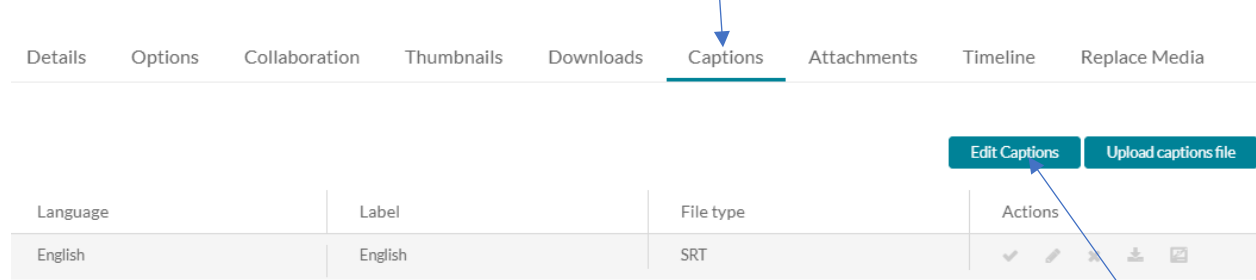 Details Options Collaboration Thumbnails Downloads Captions Attachments Timeline Replace Media
Edit Captions Upload captions file
Language Label File type Actions
English English SRT